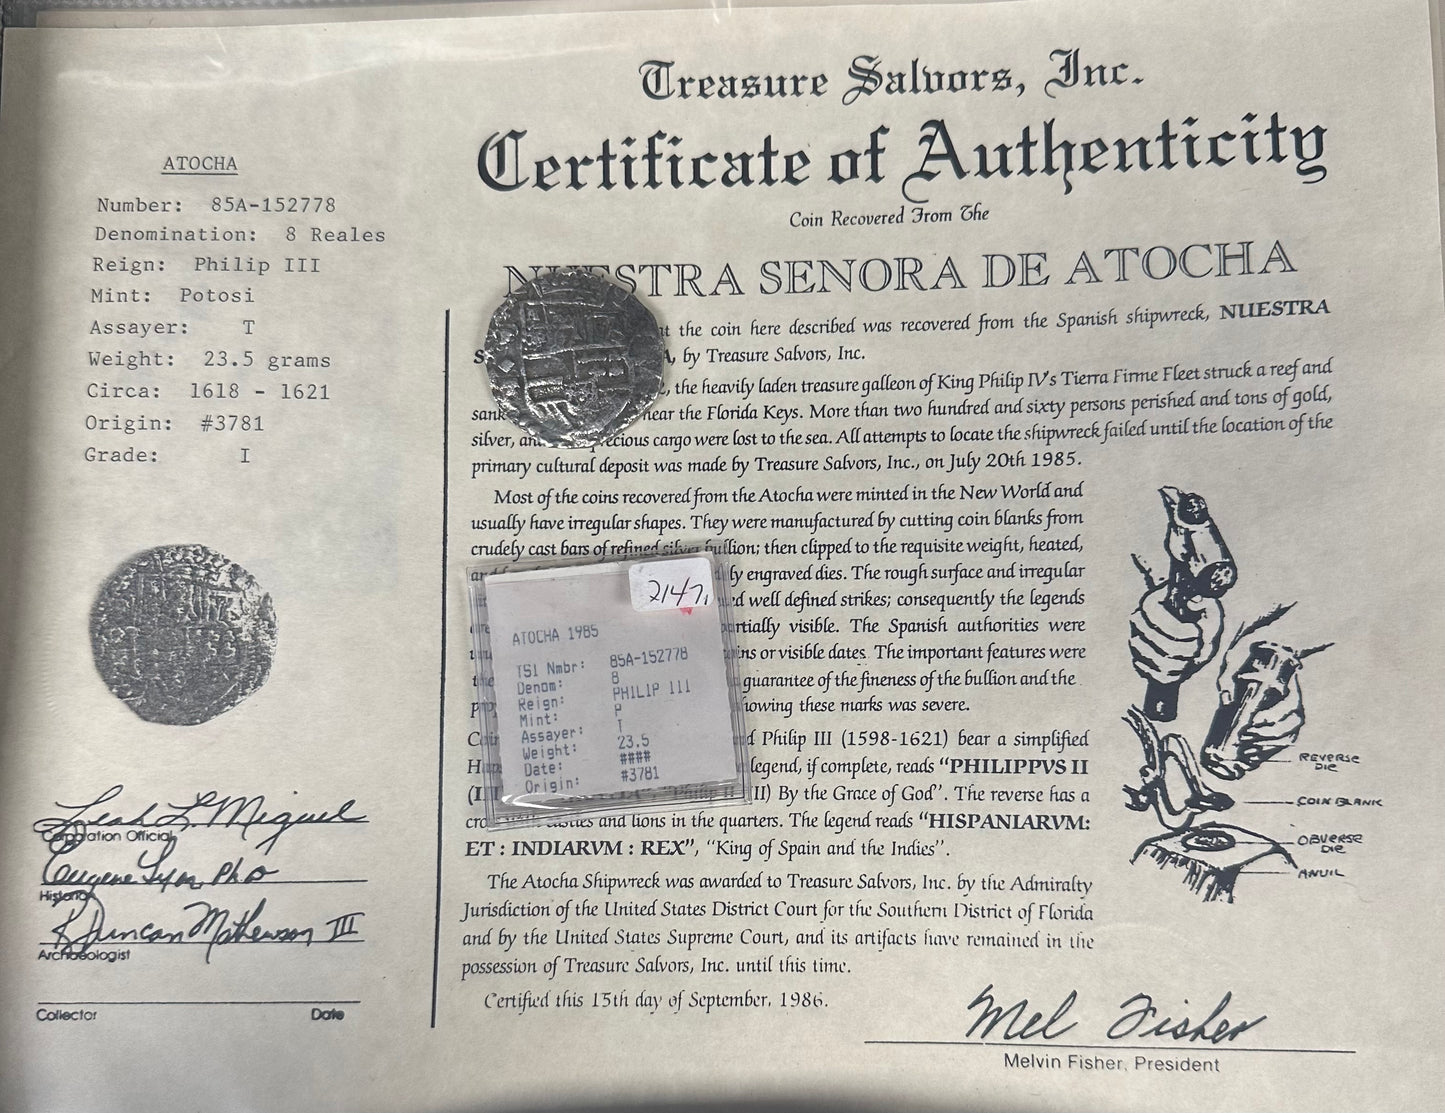 Treasure Salvors, Inc.
Certificate of Authenticity
Coin Recovered From The
NUESTRA SENORA DE ATOCHA
ATOCHA
Number: 85A-152778
Denomination: 8 Reales
Reign: Philip III
Mint: Potosi
Assayer: T
Weight: 23.5 grams
Circa: 1618 - 1621
Origin: #3781
Grade: I
Leah L. Miguel
Corporation Official
Eugene Lyon PhD
Historian
R Duncan Mathewson III
Archaeologist
Collector Date
the coin here described was recovered from the Spanish shipwreck, NUESTRA
by Treasure Salvors, Inc.
the heavily laden treasure galleon of King Philip IV's Tierra Firme Fleet struck a reef and
sank near the Florida Keys. More than two hundred and sixty persons perished and tons of gold,
silver, and precious cargo were lost to the sea. All attempts to locate the shipwreck failed until the location of the
primary cultural deposit was made by Treasure Salvors, Inc., on July 20th 1985.
Most of the coins recovered from the Atocha were minted in the New World and
usually have irregular shapes. They were manufactured by cutting coin blanks from
crudely cast bars of refined silver bullion; then clipped to the requisite weight, heated,
engraved dies. The rough surface and irregular
well defined strikes; consequently the legends
partially visible. The Spanish authorities were
or visible dates. The important features were
guarantee of the fineness of the bullion and the
showing these marks was severe.
Philip III (1598-1621) bear a simplified
legend, if complete, reads "PHILIPPVS II
"Philip II (III) By the Grace of God". The reverse has a
castles and lions in the quarters. The legend reads "HISPANIARVM:
ET : INDIARVM : REX", "King of Spain and the Indies".
The Atocha Shipwreck was awarded to Treasure Salvors, Inc. by the Admiralty
Jurisdiction of the United States District Court for the Southern District of Florida
and by the United States Supreme Court, and its artifacts have remained in the
possession of Treasure Salvors, Inc. until this time.
Certified this 15th day of September, 1986.
2147
ATOCHA 1985
TSI Nmbr: 85A-152778
Denom: 8
Reign: PHILIP III
Mint: P
Assayer: T
Weight: 23.5
Date: ####
Origin: #3781
REVERSE
DIE
COIN BLANK
OBVERSE
DIE
ANVIL
Mel Fisher
Melvin Fisher, President